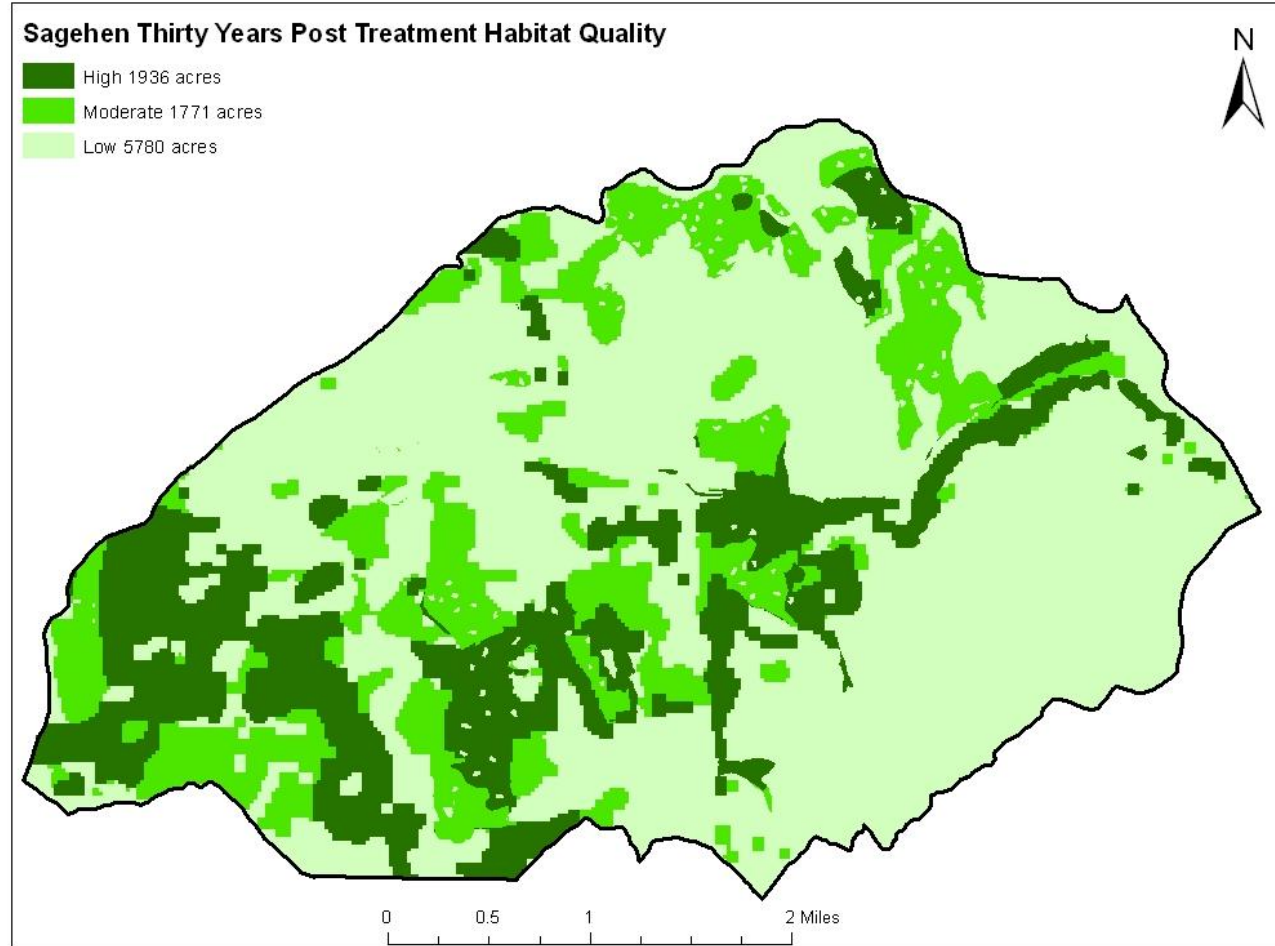 Sagehen Thirty Years Post Treatment Habitat Quality
N
High 1936 acres
Moderate 1771 acres
Low 5780 acres
0 0.5 1 2 Miles